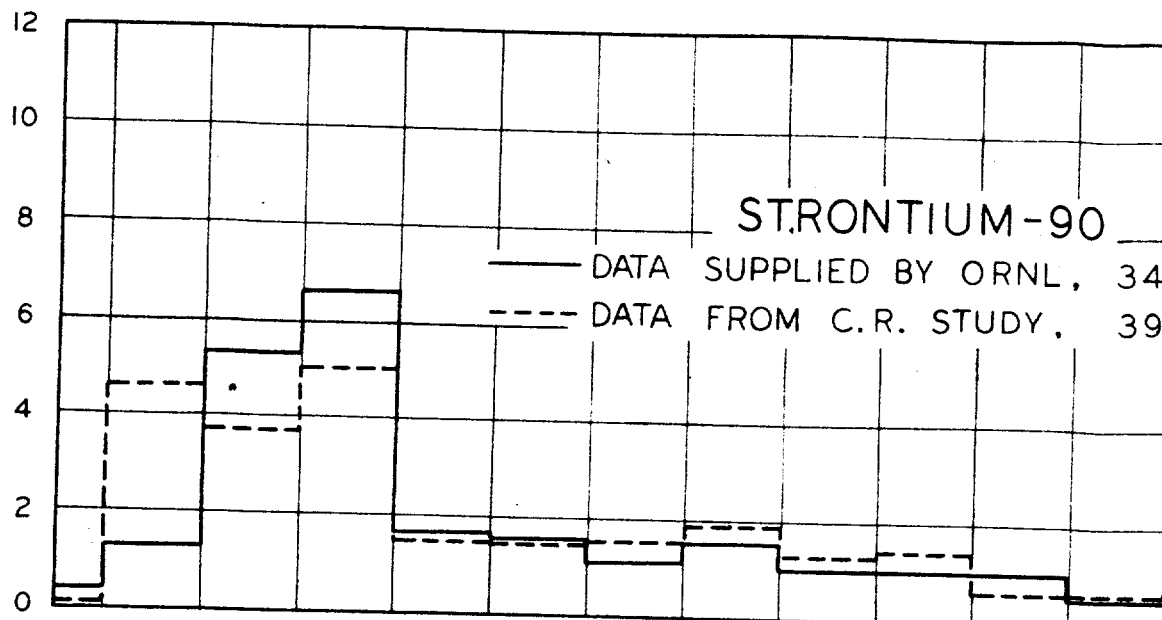 12
10
8
6
4
2
0
STRONTIUM-90
DATA SUPPLIED BY ORNL, 34
DATA FROM C.R. STUDY, 39